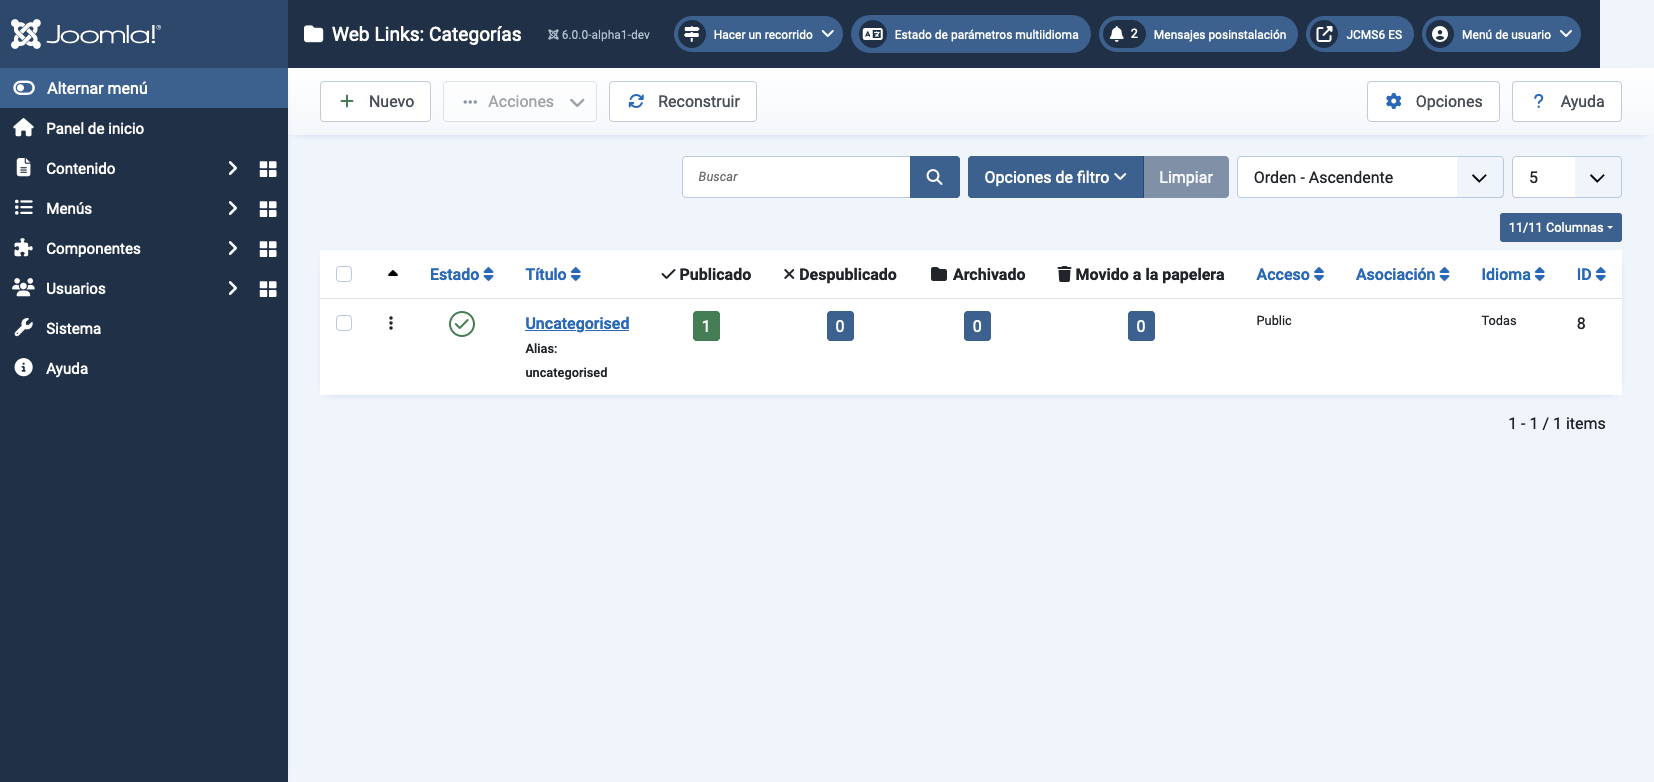 Joomla!
Web Links: Categorías
6.0.0-alpha1-dev
Hacer un recorrido
Estado de parámetros multiidioma
2 Mensajes posinstalación
JCMS6 ES
Menú de usuario
Alternar menú
Panel de inicio
Contenido
Menús
Componentes
Usuarios
Sistema
Ayuda
Nuevo
Acciones
Reconstruir
Opciones
Ayuda
Buscar
Opciones de filtro
Limpiar
Orden - Ascendente
5
11/11 Columnas
Estado Título Publicado Despublicado Archivado Movido a la papelera Acceso Asociación Idioma ID
Uncategorised 1 0 0 0 Public Todas 8
Alias:
uncategorised
1 - 1 / 1 items